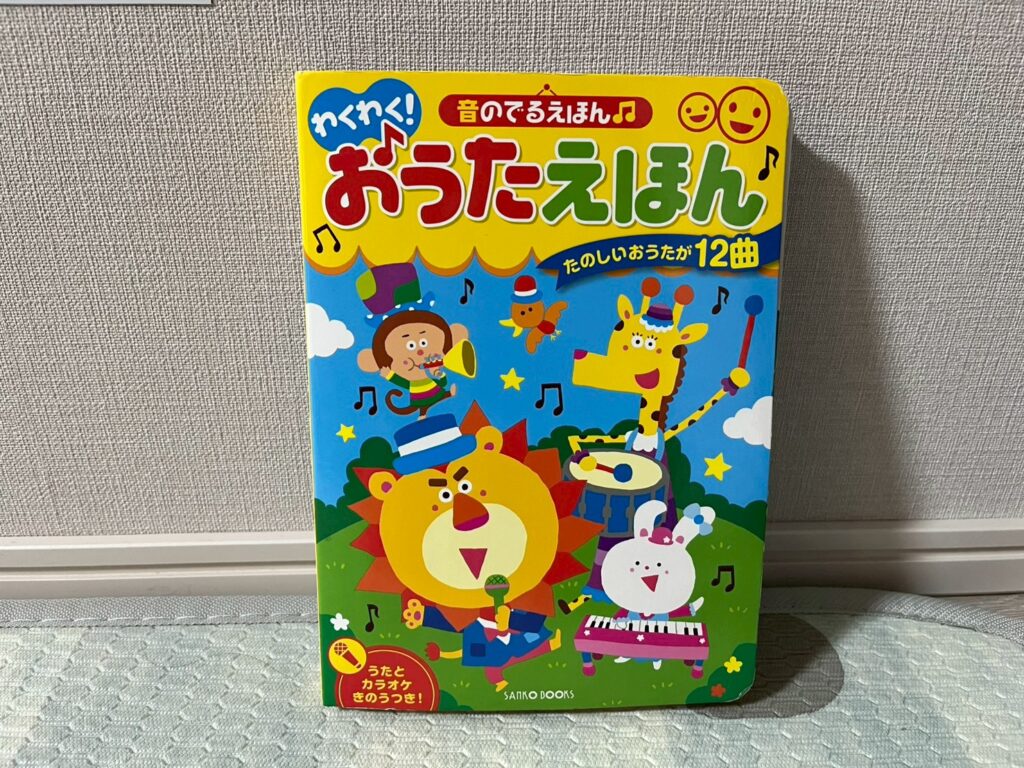 わくわく!
音のでるえほん♫
おうたえほん
たのしいおうたが12曲
うたと
カラオケ
きのうつき!
SANKO BOOKS